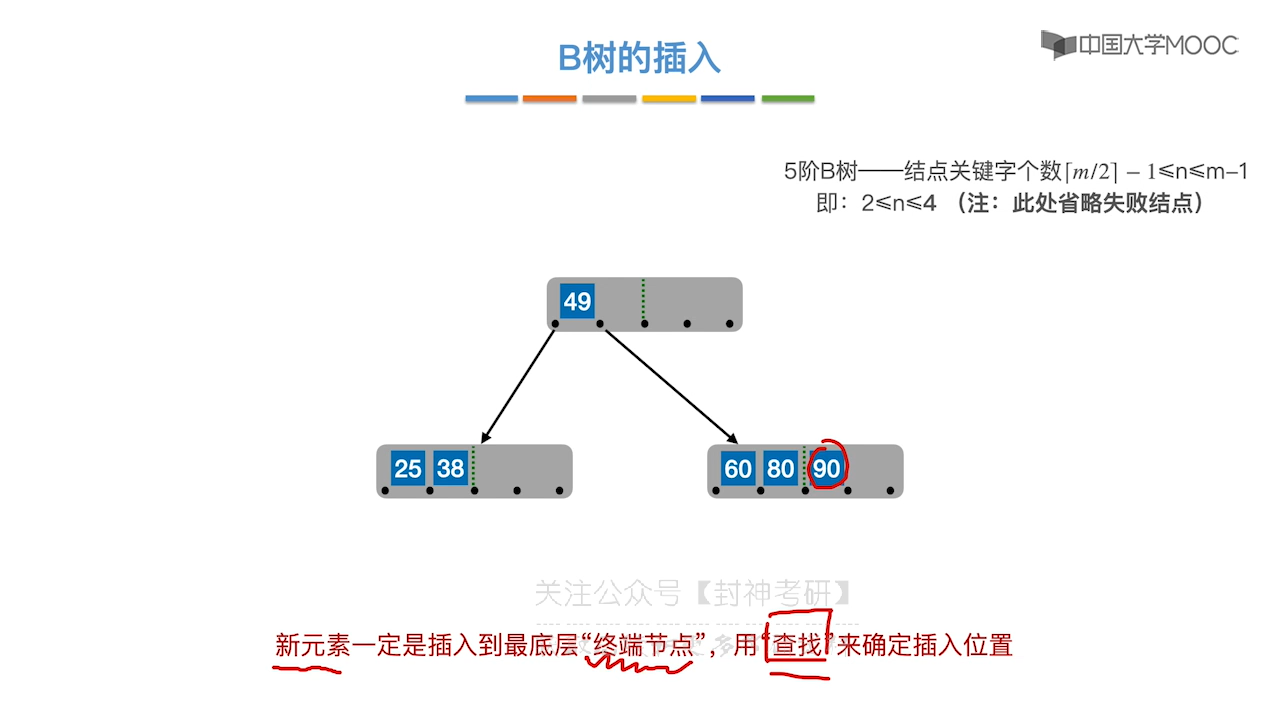 B树的插入
中国大学MOOC
5阶B树——结点关键字个数⌈m/2⌉ − 1≤n≤m–1
即：2≤n≤4 （注：此处省略失败结点）
49
25 38
60 80 90
关注公众号【封神考研】
新元素一定是插入到最底层“终端节点”，用“查找”来确定插入位置